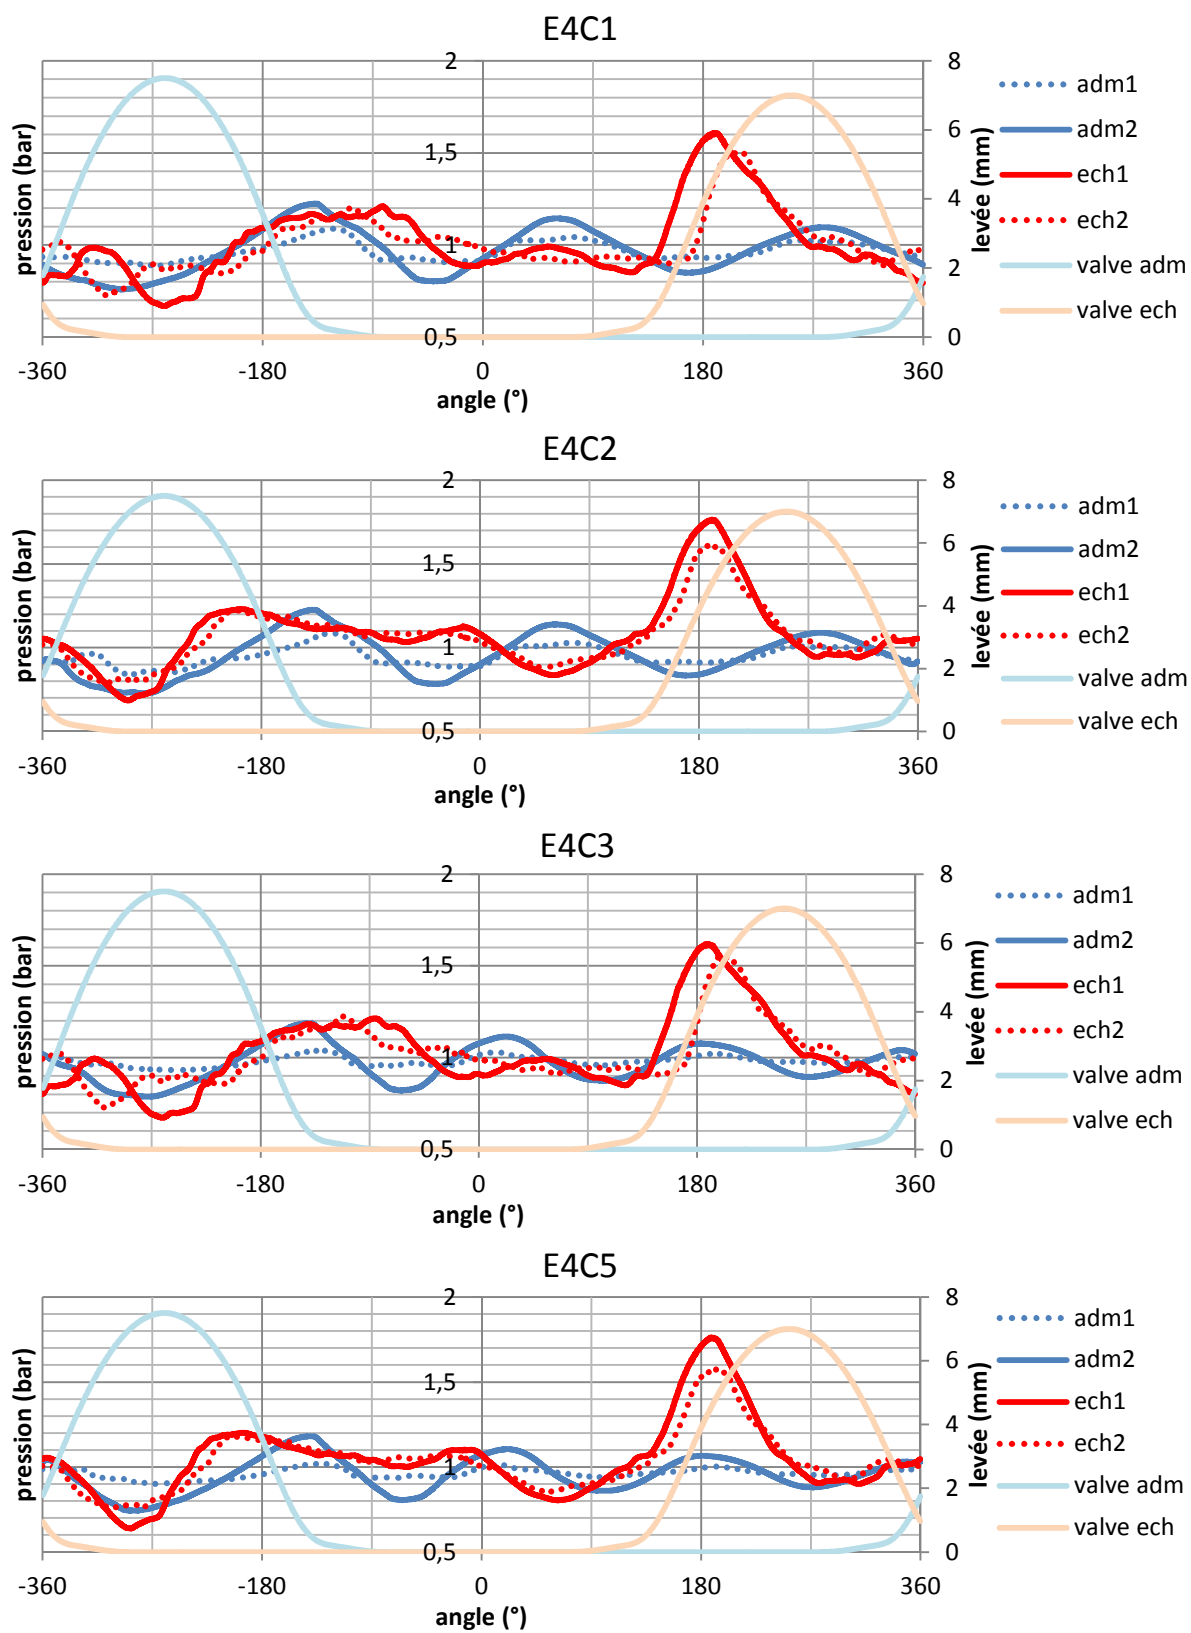 E4C1
2
1,5
1
0,5
8
6
4
2
0
-360
-180
0
180
360
pression (bar)
levée (mm)
angle (°)
adm1
adm2
ech1
ech2
valve adm
valve ech
E4C2
2
1,5
1
0,5
8
6
4
2
0
-360
-180
0
180
360
pression (bar)
levée (mm)
angle (°)
adm1
adm2
ech1
ech2
valve adm
valve ech
E4C3
2
1,5
1
0,5
8
6
4
2
0
-360
-180
0
180
360
pression (bar)
levée (mm)
angle (°)
adm1
adm2
ech1
ech2
valve adm
valve ech
E4C5
2
1,5
1
0,5
8
6
4
2
0
-360
-180
0
180
360
pression (bar)
levée (mm)
angle (°)
adm1
adm2
ech1
ech2
valve adm
valve ech